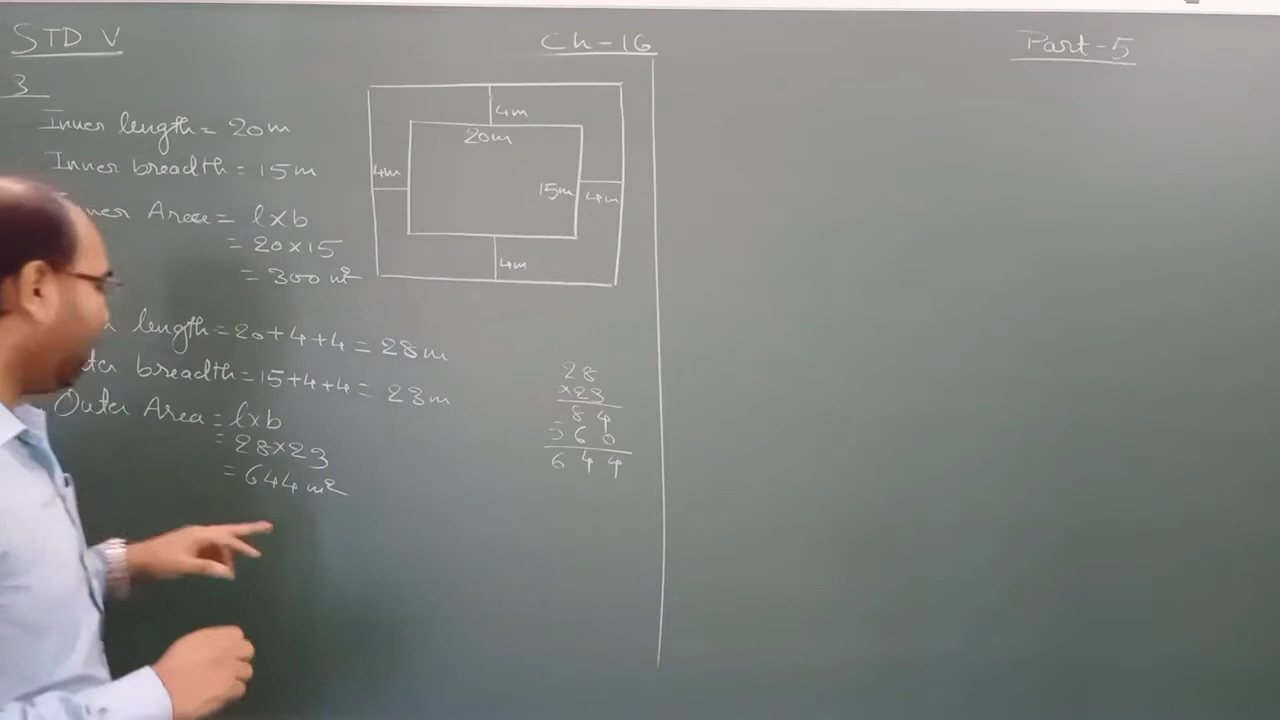 STD V
Ch-16
Part-5
3
Inner length = 20m
Inner breadth = 15m
Area = l×b
= 20×15
= 300 m²
4m
20m
4m
15m
4m
4m
length = 20+4+4 = 28m
breadth = 15+4+4 = 23m
Outer Area = l×b
= 28×23
= 644 m²
28
×23
84
560
644